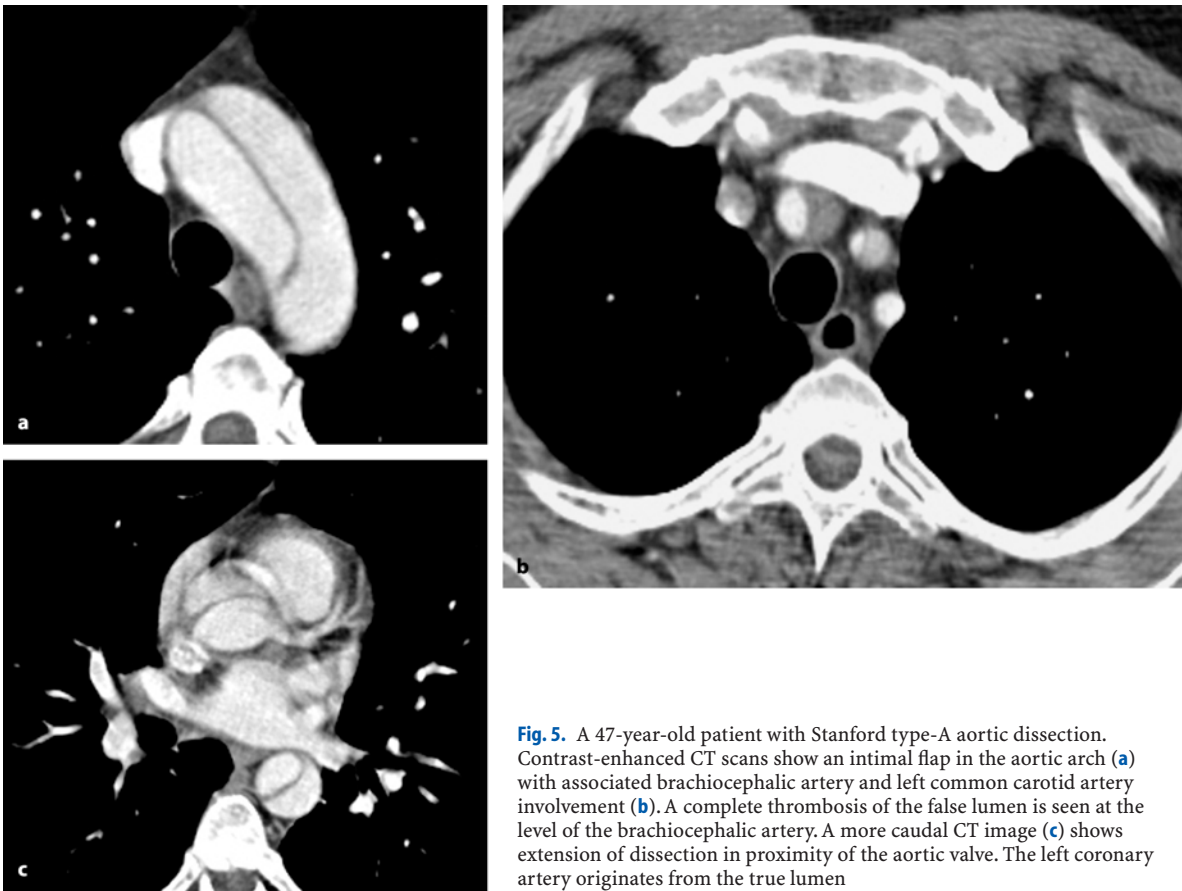 a
b
c
Fig. 5. A 47-year-old patient with Stanford type-A aortic dissection.
Contrast-enhanced CT scans show an intimal flap in the aortic arch (a)
with associated brachiocephalic artery and left common carotid artery
involvement (b). A complete thrombosis of the false lumen is seen at the
level of the brachiocephalic artery. A more caudal CT image (c) shows
extension of dissection in proximity of the aortic valve. The left coronary
artery originates from the true lumen